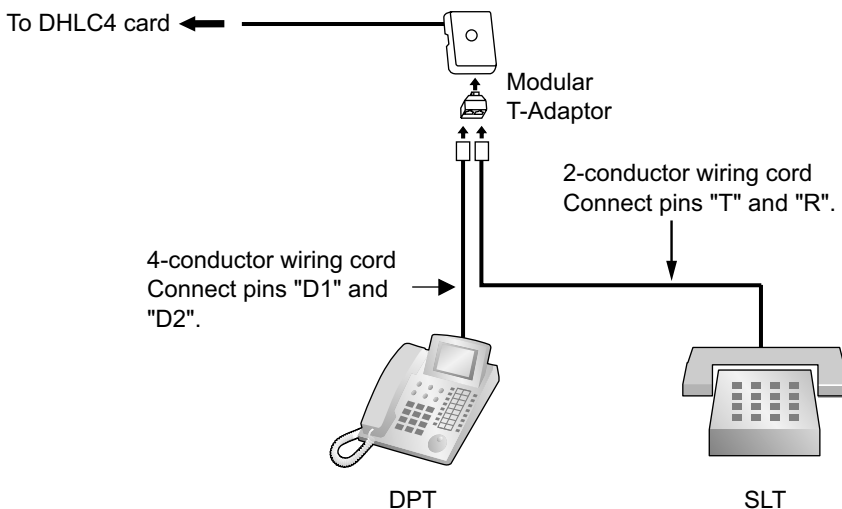 To DHLC4 card
Modular
T-Adaptor
2-conductor wiring cord
Connect pins "T" and "R".
4-conductor wiring cord
Connect pins "D1" and
"D2".
DPT
SLT